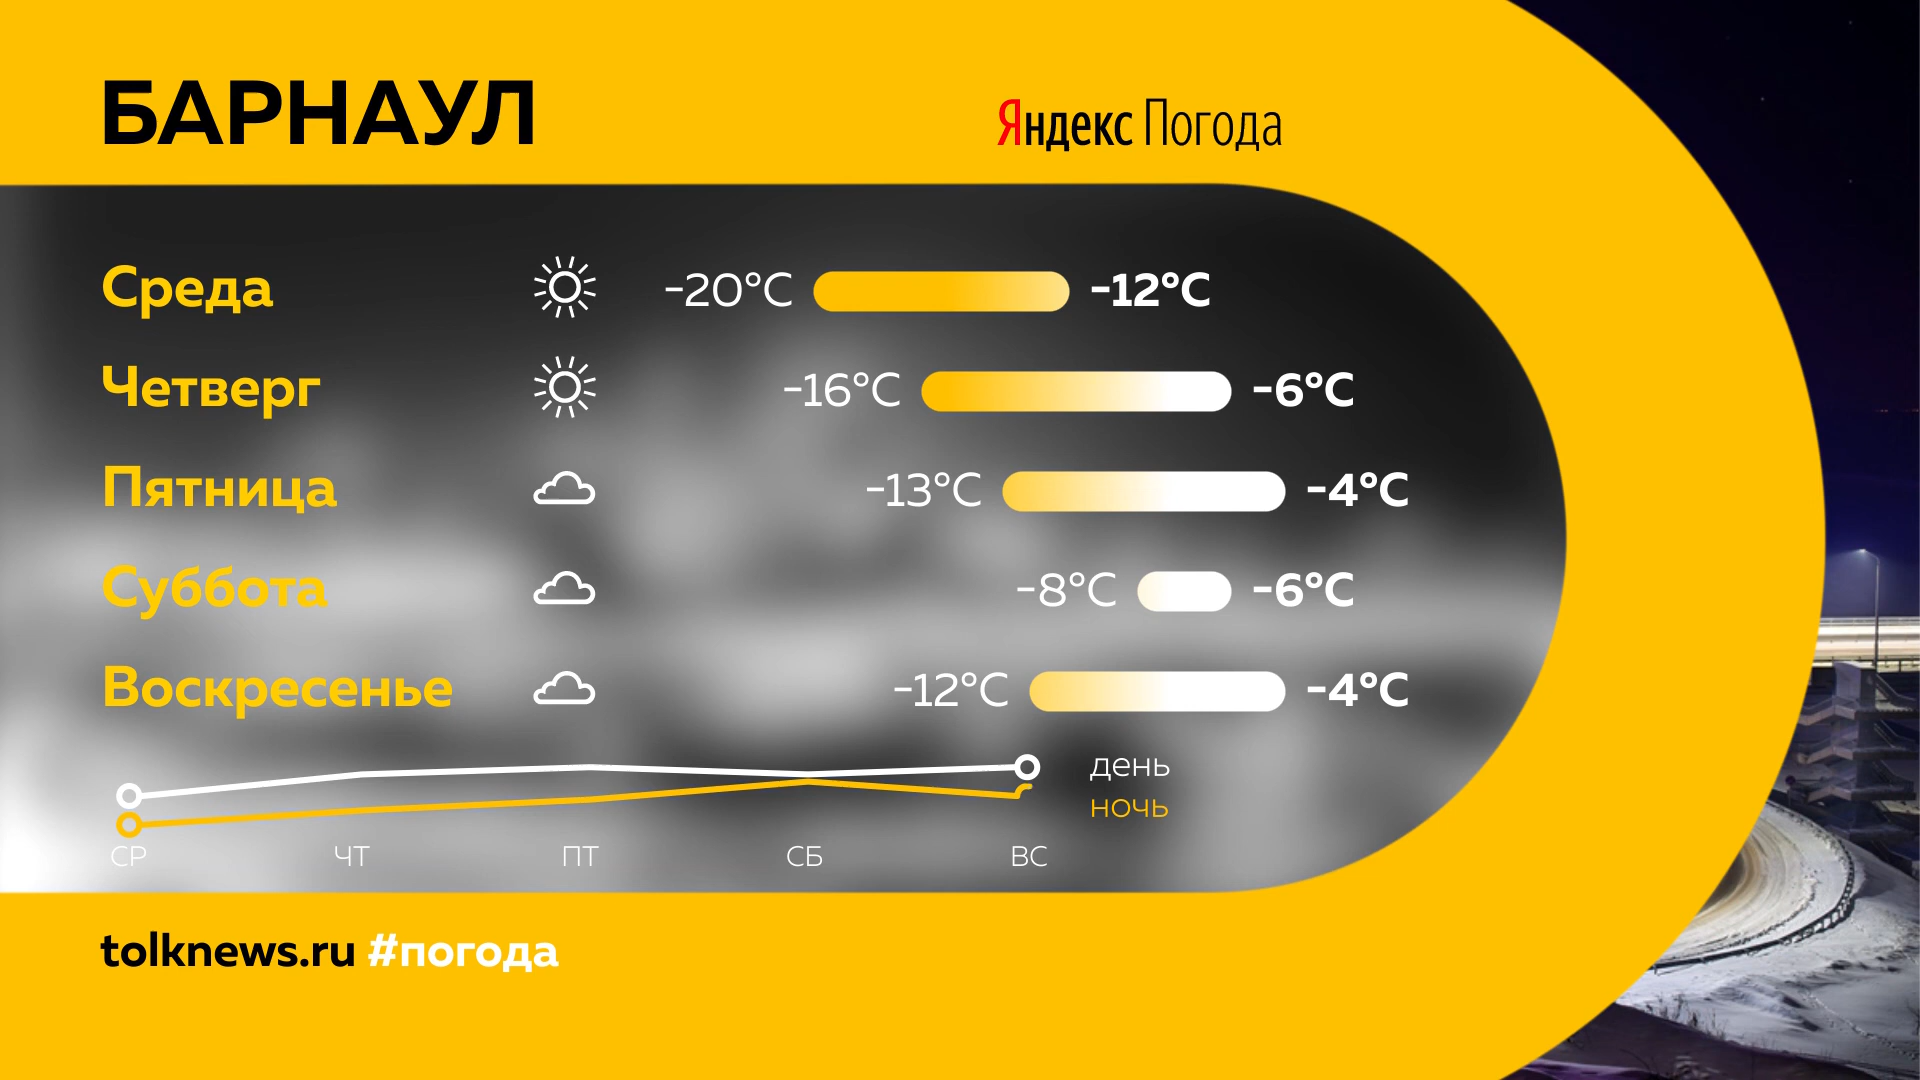 БАРНАУЛ
Яндекс Погода
Среда -20°C -12°C
Четверг -16°C -6°C
Пятница -13°C -4°C
Суббота -8°C -6°C
Воскресенье -12°C -4°C
день
ночь
СР ЧТ ПТ СБ ВС
tolknews.ru #погода